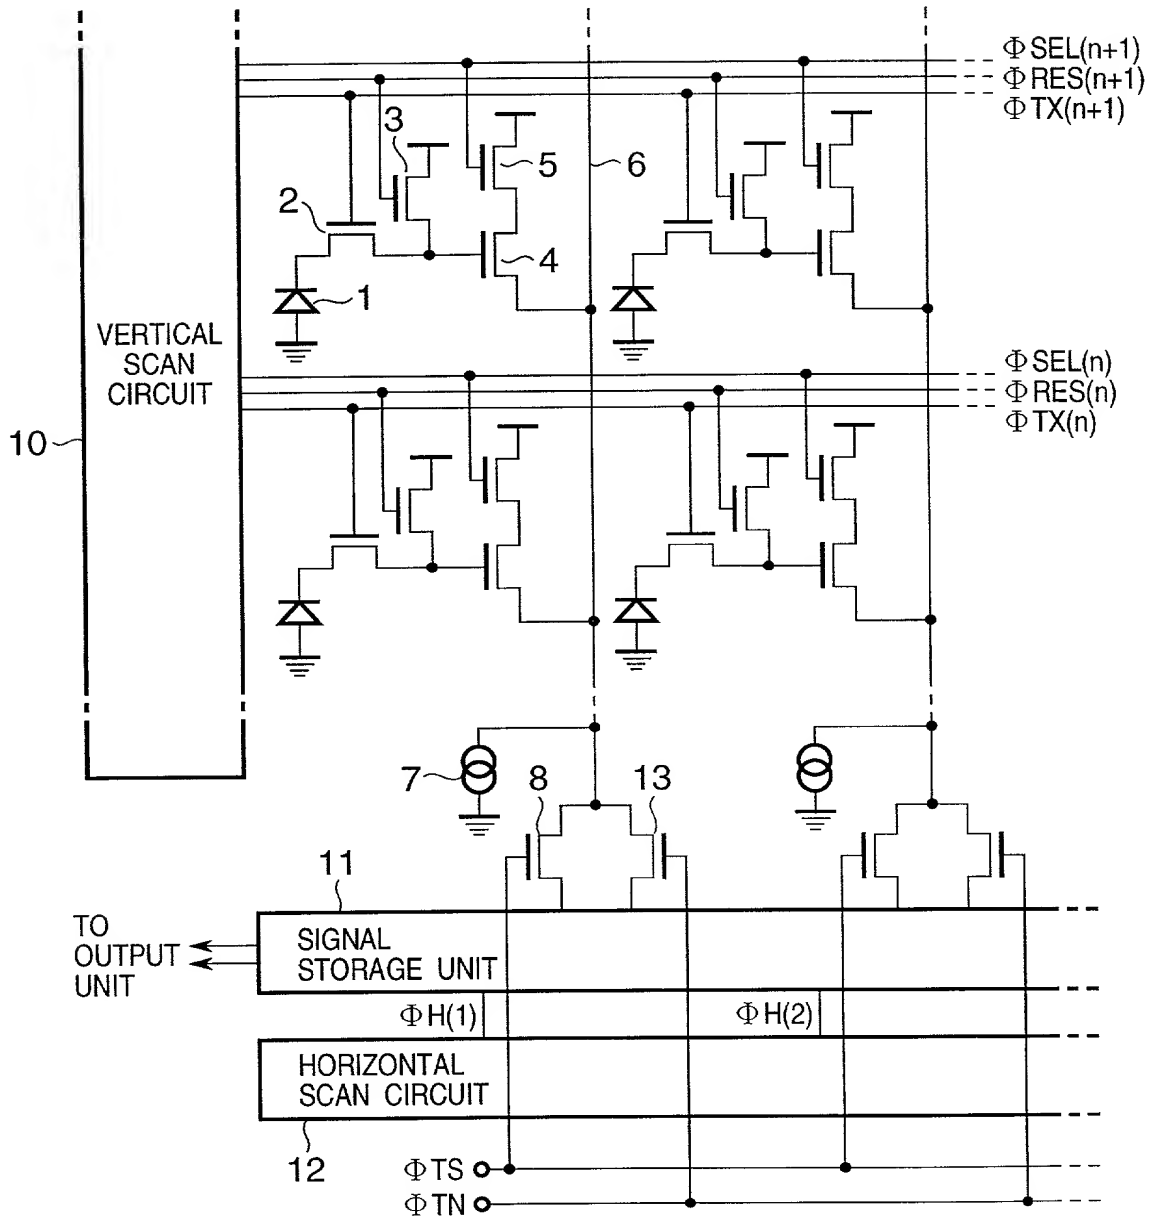 ΦSEL(n+1)
ΦRES(n+1)
ΦTX(n+1)
3
5
6
2
4
1
VERTICAL
SCAN
CIRCUIT
ΦSEL(n)
ΦRES(n)
ΦTX(n)
10
7
8
13
11
TO
OUTPUT
UNIT
SIGNAL
STORAGE UNIT
ΦH(1)
ΦH(2)
HORIZONTAL
SCAN CIRCUIT
12
ΦTS
ΦTN